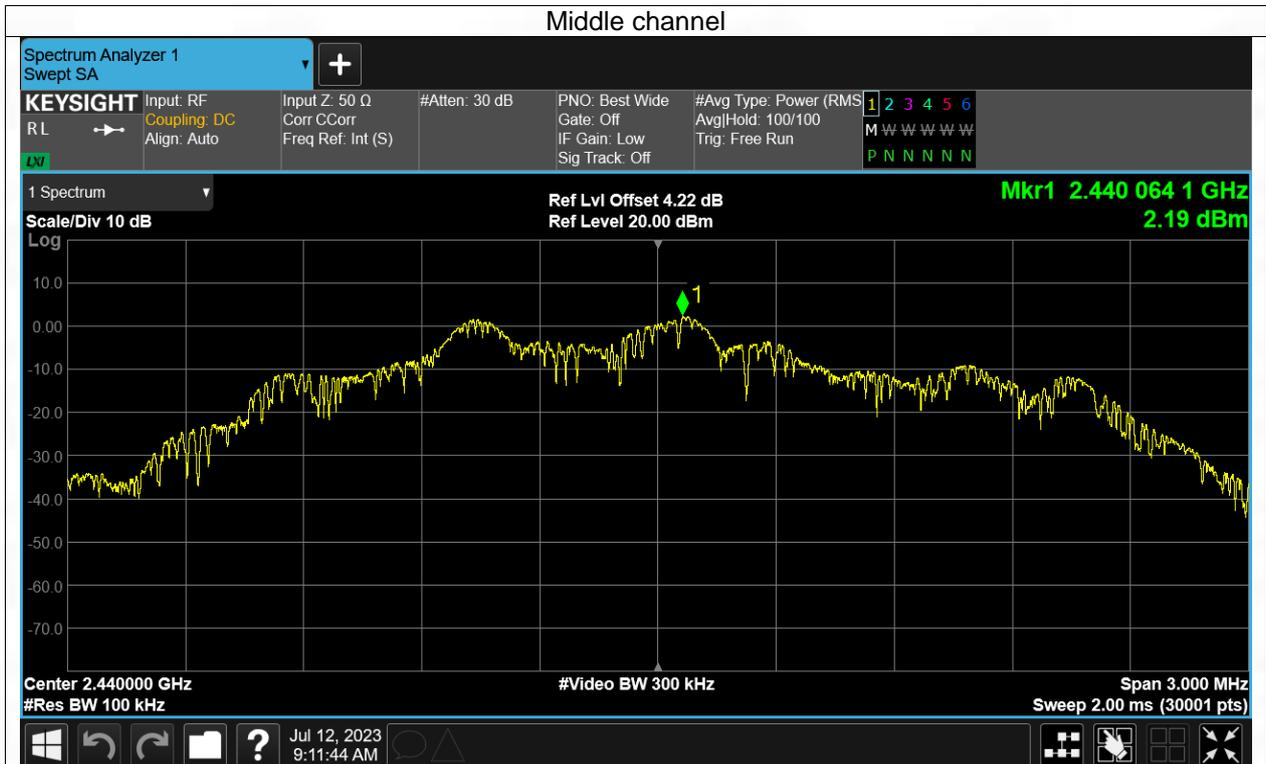 Middle channel
Spectrum Analyzer 1
Swept SA
KEYSIGHT
RL
LXI
Input: RF
Coupling: DC
Align: Auto
Input Z: 50 Ω
Corr CCorr
Freq Ref: Int (S)
#Atten: 30 dB
PNO: Best Wide
Gate: Off
IF Gain: Low
Sig Track: Off
#Avg Type: Power (RMS
Avg|Hold: 100/100
Trig: Free Run
1 2 3 4 5 6
M W W W W W
P N N N N N
1 Spectrum
Scale/Div 10 dB
Ref Lvl Offset 4.22 dB
Ref Level 20.00 dBm
Mkr1 2.440 064 1 GHz
2.19 dBm
Log
10.0
0.00
-10.0
-20.0
-30.0
-40.0
-50.0
-60.0
-70.0
1
Center 2.440000 GHz
#Res BW 100 kHz
#Video BW 300 kHz
Span 3.000 MHz
Sweep 2.00 ms (30001 pts)
?
Jul 12, 2023
9:11:44 AM